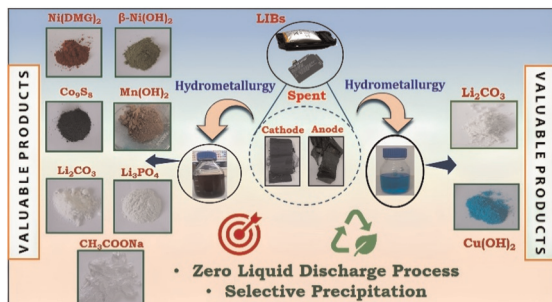 Ni(DMG)₂
β-Ni(OH)₂
LIBs
Hydrometallurgy
Hydrometallurgy
Spent
Co₉S₈
Mn(OH)₂
Cathode
Anode
Li₂CO₃
VALUABLE PRODUCTS
VALUABLE PRODUCTS
Li₂CO₃
Li₃PO₄
Cu(OH)₂
CH₃COONa
• Zero Liquid Discharge Process
• Selective Precipitation